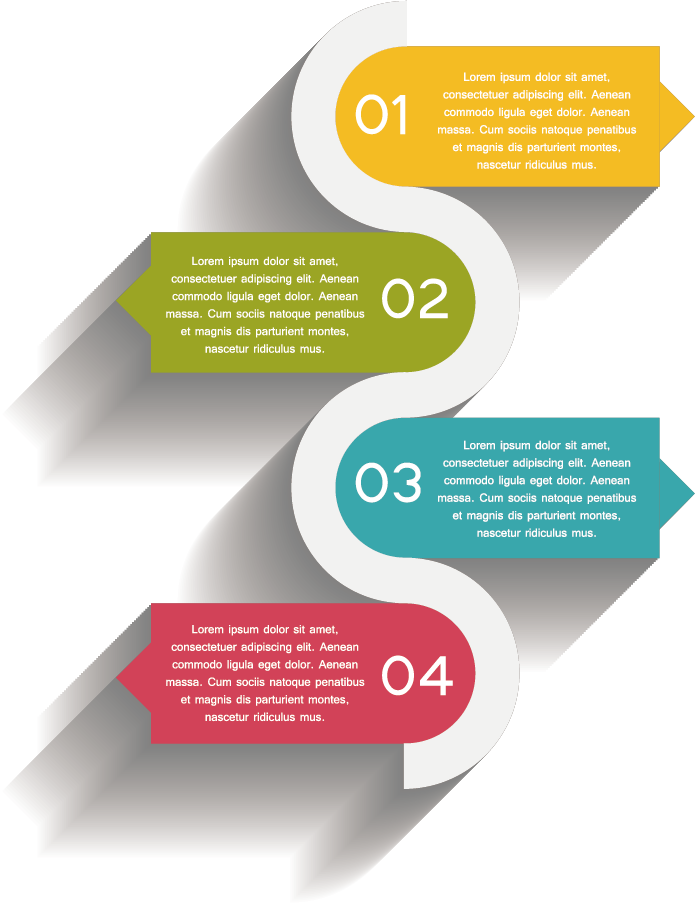 01
Lorem ipsum dolor sit amet,
consectetuer adipiscing elit. Aenean
commodo ligula eget dolor. Aenean
massa. Cum sociis natoque penatibus
et magnis dis parturient montes,
nascetur ridiculus mus.
Lorem ipsum dolor sit amet,
consectetuer adipiscing elit. Aenean
commodo ligula eget dolor. Aenean
massa. Cum sociis natoque penatibus
et magnis dis parturient montes,
nascetur ridiculus mus.
02
03
Lorem ipsum dolor sit amet,
consectetuer adipiscing elit. Aenean
commodo ligula eget dolor. Aenean
massa. Cum sociis natoque penatibus
et magnis dis parturient montes,
nascetur ridiculus mus.
Lorem ipsum dolor sit amet,
consectetuer adipiscing elit. Aenean
commodo ligula eget dolor. Aenean
massa. Cum sociis natoque penatibus
et magnis dis parturient montes,
nascetur ridiculus mus.
04